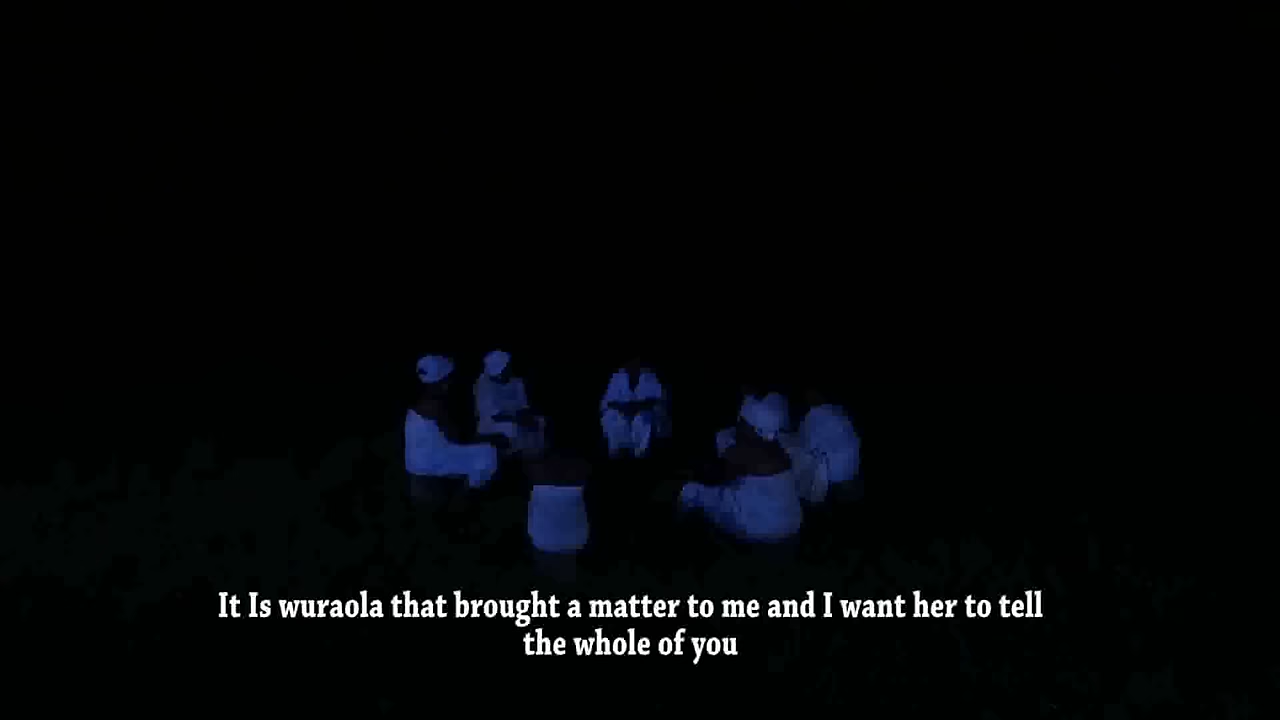 It Is wuraola that brought a matter to me and I want her to tell
the whole of you